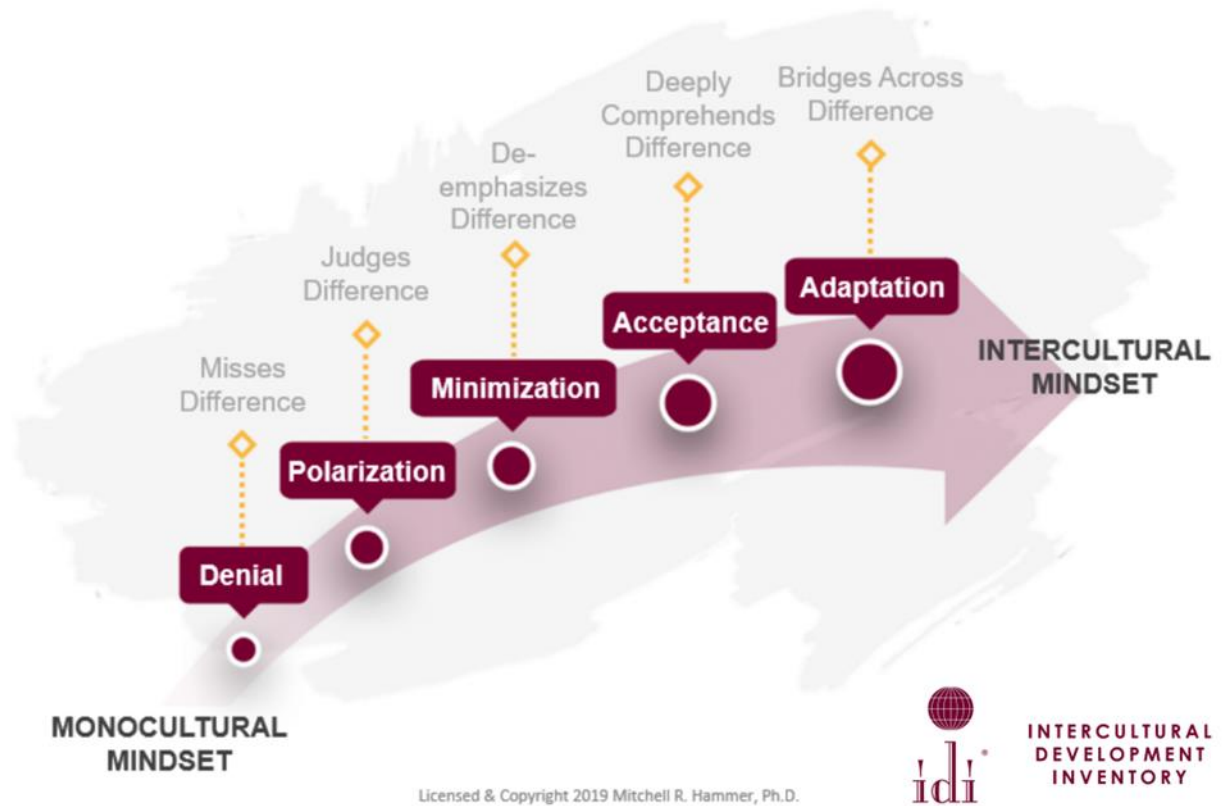 Bridges Across
Difference
Deeply
Comprehends
Difference
De-
emphasizes
Difference
Judges
Difference
Misses
Difference
Adaptation
Acceptance
Minimization
Polarization
Denial
INTERCULTURAL
MINDSET
MONOCULTURAL
MINDSET
idi®
INTERCULTURAL
DEVELOPMENT
INVENTORY
Licensed & Copyright 2019 Mitchell R. Hammer, Ph.D.